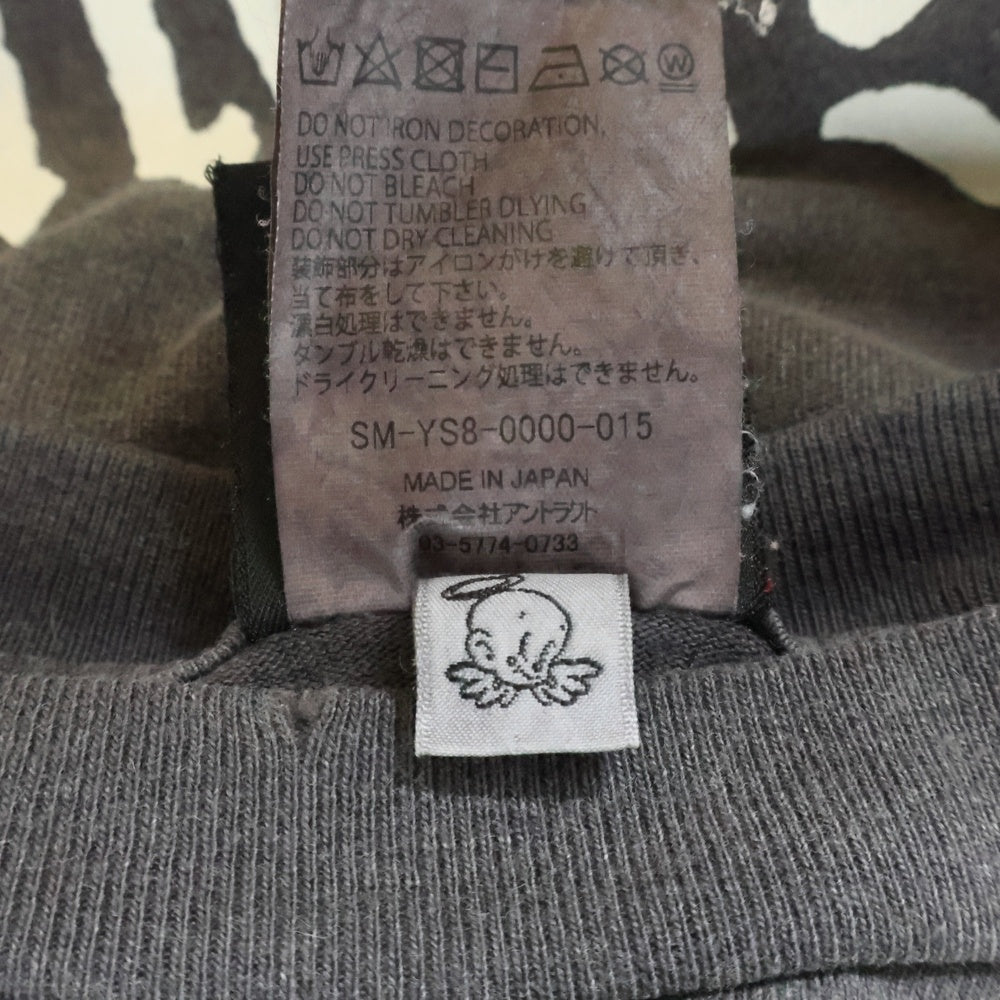 DO NOT IRON DECORATION,
USE PRESS CLOTH
DO NOT BLEACH
DO NOT TUMBLER DLYING
DO NOT DRY CLEANING
装飾部分はアイロンがけを避けて頂き、
当て布をして下さい。
漂白処理はできません。
タンブル乾燥はできません。
ドライクリーニング処理はできません。
SM-YS8-0000-015
MADE IN JAPAN
株式会社アントラクト
03-5774-0733